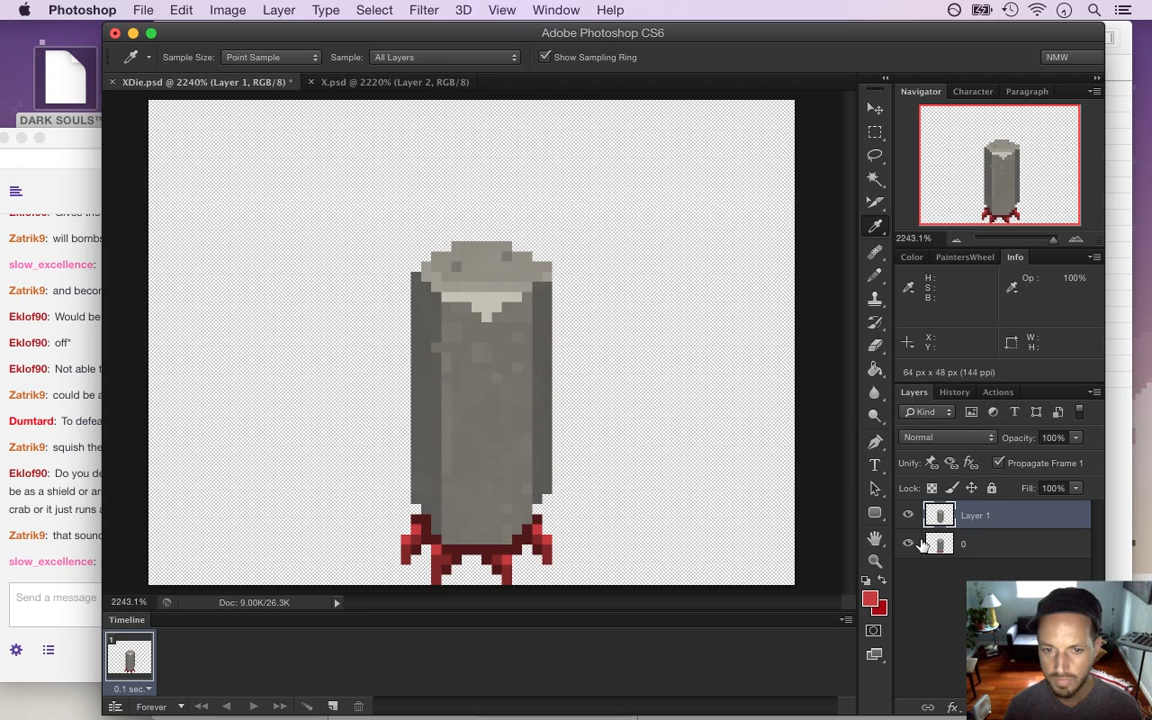 Photoshop File Edit Image Layer Type Select Filter 3D View Window Help
Adobe Photoshop CS6
Sample Size: Point Sample Sample: All Layers Show Sampling Ring NMW
XDie.psd @ 2240% (Layer 1, RGB/8) * X.psd @ 2220% (Layer 2, RGB/8)
Navigator Character Paragraph
DARK SOULS™
2243.1%
Color PaintersWheel Info
H:
S:
B:
Op: 100%
X:
Y:
W:
H:
64 px x 48 px (144 ppi)
Layers History Actions
Kind
Normal Opacity: 100%
Unify: Propagate Frame 1
Lock: Fill: 100%
Layer 1
0
Zatrik9: will bombs
slow_excellence:
Zatrik9: and becor
Eklof90: Would be
Eklof90: off*
Eklof90: Not able t
Zatrik9: could be a
Dumtard: To defea
Zatrik9: squish the
Eklof90: Do you de
be as a shield or ar
crab or it just runs a
Zatrik9: that sound
slow_excellence:
Send a message
2243.1% Doc: 9.00K/26.3K
Timeline
1
0.1 sec.
Forever
fx